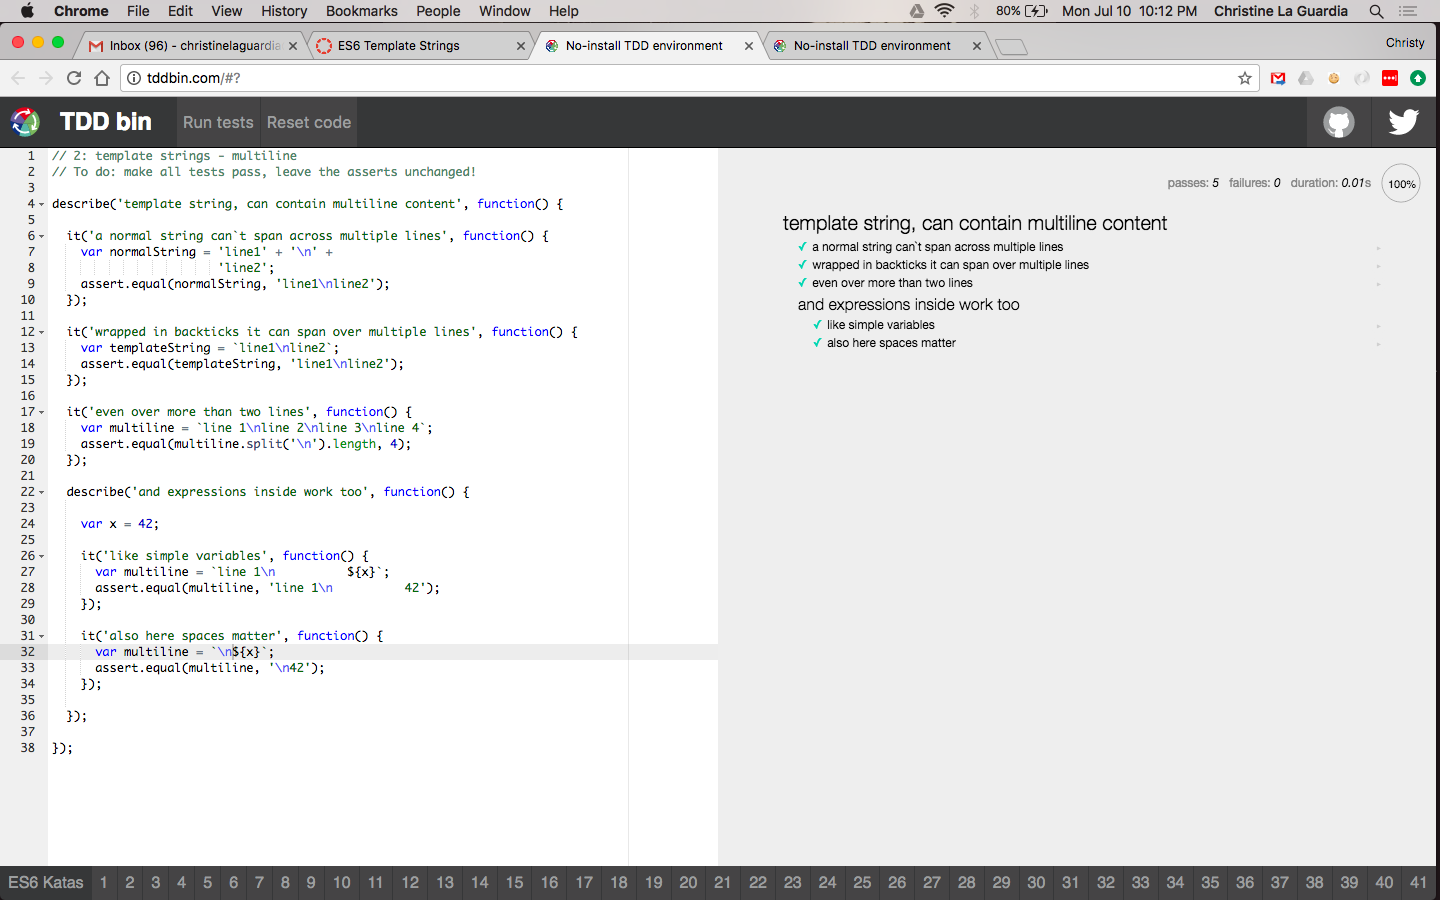 Chrome File Edit View History Bookmarks People Window Help 80% Mon Jul 10 10:12 PM Christine La Guardia
Inbox (96) - christinelaguardia ES6 Template Strings No-install TDD environment No-install TDD environment Christy
tddbin.com/#?
TDD bin Run tests Reset code
1 // 2: template strings - multiline
2 // To do: make all tests pass, leave the asserts unchanged!
3
4 describe('template string, can contain multiline content', function() {
5
6 it('a normal string can`t span across multiple lines', function() {
7 var normalString = 'line1' + '\n' +
8 'line2';
9 assert.equal(normalString, 'line1\nline2');
10 });
11
12 it('wrapped in backticks it can span over multiple lines', function() {
13 var templateString = `line1\nline2`;
14 assert.equal(templateString, 'line1\nline2');
15 });
16
17 it('even over more than two lines', function() {
18 var multiline = `line 1\nline 2\nline 3\nline 4`;
19 assert.equal(multiline.split('\n').length, 4);
20 });
21
22 describe('and expressions inside work too', function() {
23
24 var x = 42;
25
26 it('like simple variables', function() {
27 var multiline = `line 1\n          ${x}`;
28 assert.equal(multiline, 'line 1\n          42');
29 });
30
31 it('also here spaces matter', function() {
32 var multiline = `\n${x}`;
33 assert.equal(multiline, '\n42');
34 });
35
36 });
37
38 });
passes: 5 failures: 0 duration: 0.01s 100%
template string, can contain multiline content
✓ a normal string can`t span across multiple lines
✓ wrapped in backticks it can span over multiple lines
✓ even over more than two lines
and expressions inside work too
✓ like simple variables
✓ also here spaces matter
ES6 Katas 1 2 3 4 5 6 7 8 9 10 11 12 13 14 15 16 17 18 19 20 21 22 23 24 25 26 27 28 29 30 31 32 33 34 35 36 37 38 39 40 41